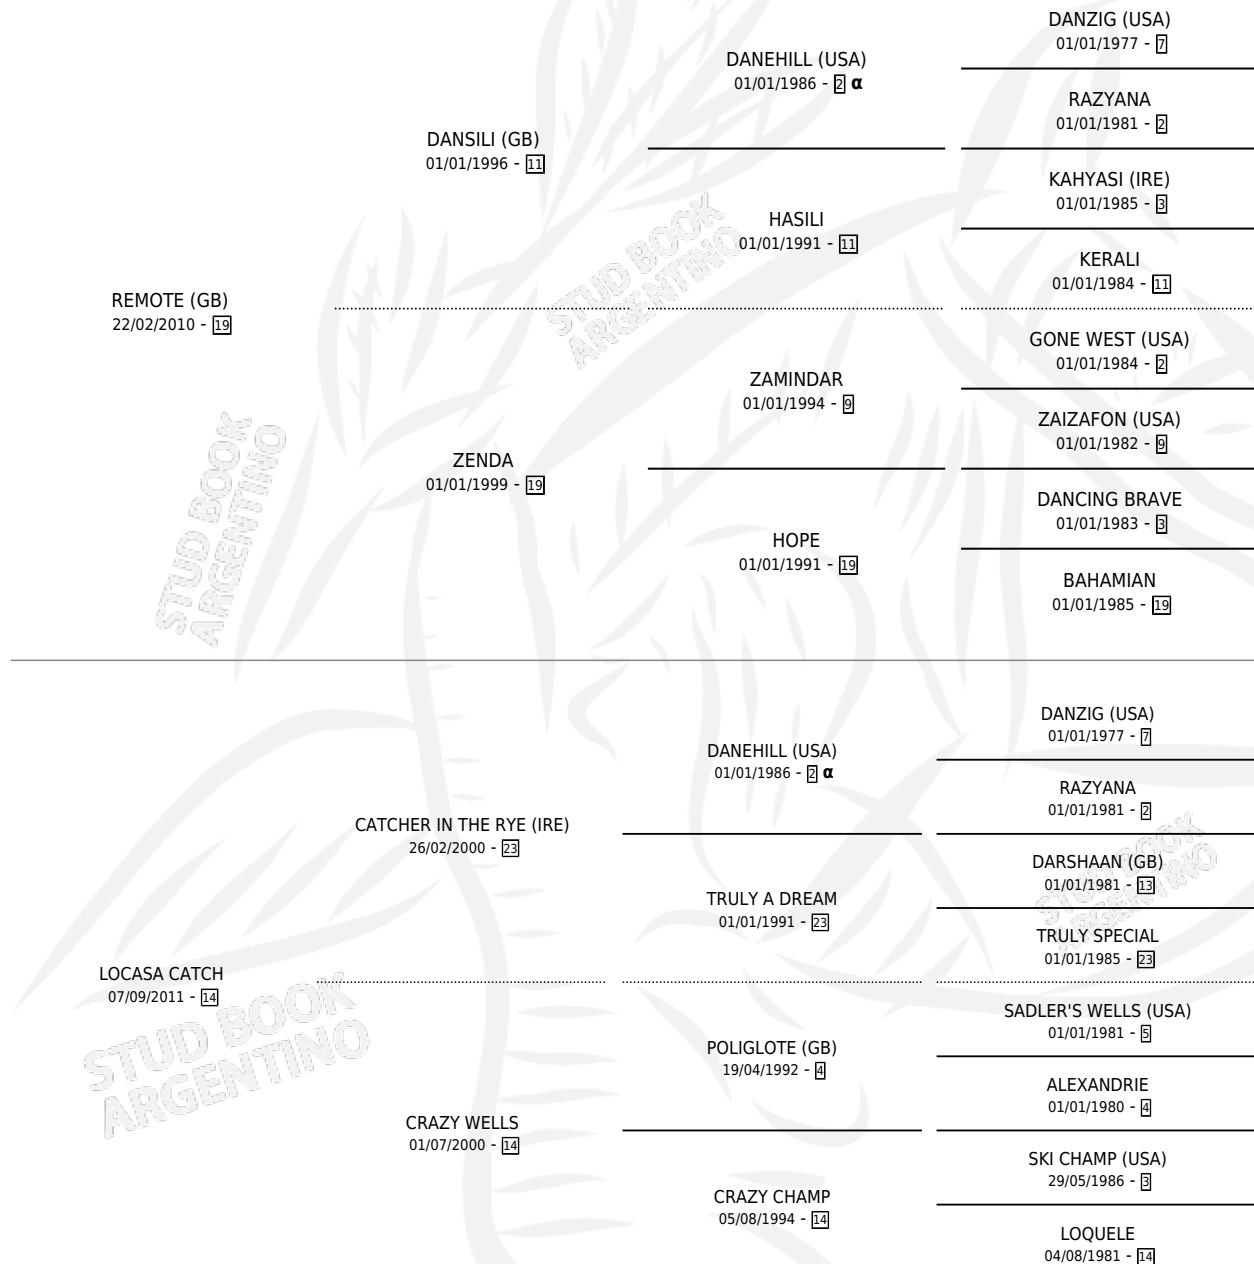 DANZIG (USA)
01/01/1977 - 7
DANEHILL (USA)
01/01/1986 - 2 α
RAZYANA
01/01/1981 - 2
DANSILI (GB)
01/01/1996 - 11
KAHYASI (IRE)
01/01/1985 - 3
HASILI
01/01/1991 - 11
KERALI
01/01/1984 - 11
REMOTE (GB)
22/02/2010 - 19
GONE WEST (USA)
01/01/1984 - 2
ZAMINDAR
01/01/1994 - 9
ZAIZAFON (USA)
01/01/1982 - 9
ZENDA
01/01/1999 - 19
DANCING BRAVE
01/01/1983 - 3
HOPE
01/01/1991 - 19
BAHAMIAN
01/01/1985 - 19
DANZIG (USA)
01/01/1977 - 7
DANEHILL (USA)
01/01/1986 - 2 α
RAZYANA
01/01/1981 - 2
CATCHER IN THE RYE (IRE)
26/02/2000 - 23
DARSHAAN (GB)
01/01/1981 - 13
TRULY A DREAM
01/01/1991 - 23
TRULY SPECIAL
01/01/1985 - 23
LOCASA CATCH
07/09/2011 - 14
SADLER'S WELLS (USA)
01/01/1981 - 5
POLIGLOTE (GB)
19/04/1992 - 4
ALEXANDRIE
01/01/1980 - 4
CRAZY WELLS
01/07/2000 - 14
SKI CHAMP (USA)
29/05/1986 - 3
CRAZY CHAMP
05/08/1994 - 14
LOQUELE
04/08/1981 - 14
STUD BOOK
ARGENTINO
STUD BOOK
ARGENTINO
STUD BOOK
ARGENTINO
STUD BOOK
ARGENTINO